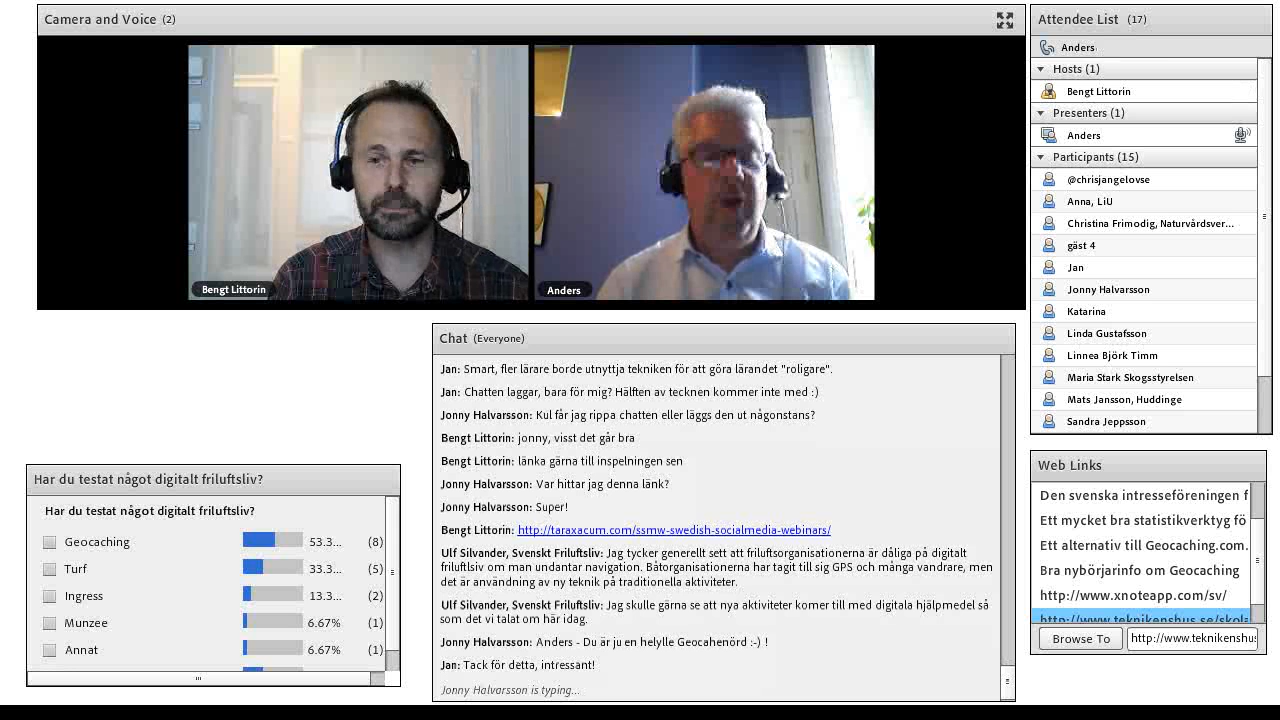 Camera and Voice (2)
Bengt Littorin
Anders
Attendee List (17)
Anders
Hosts (1)
Bengt Littorin
Presenters (1)
Anders
Participants (15)
@chrisjangelovse
Anna, LiU
Christina Frimodig, Naturvårdsver...
gäst 4
Jan
Jonny Halvarsson
Katarina
Linda Gustafsson
Linnea Björk Timm
Maria Stark Skogsstyrelsen
Mats Jansson, Huddinge
Sandra Jeppsson
Chat (Everyone)
Jan: Smart, fler lärare borde utnyttja tekniken för att göra lärandet "roligare".
Jan: Chatten laggar, bara för mig? Hälften av tecknen kommer inte med :)
Jonny Halvarsson: Kul får jag rippa chatten eller läggs den ut någonstans?
Bengt Littorin: jonny, visst det går bra
Bengt Littorin: länka gärna till inspelningen sen
Jonny Halvarsson: Var hittar jag denna länk?
Jonny Halvarsson: Super!
Bengt Littorin: http://taraxacum.com/ssmw-swedish-socialmedia-webinars/
Ulf Silvander, Svenskt Friluftsliv: Jag tycker generellt sett att friluftsorganisationerna är dåliga på digitalt
friluftsliv om man undantar navigation. Båtorganisationerna har tagit till sig GPS och många vandrare, men
det är användning av ny teknik på traditionella aktiviteter.
Ulf Silvander, Svenskt Friluftsliv: Jag skulle gärna se att nya aktiviteter komer till med digitala hjälpmedel så
som det vi talat om här idag.
Jonny Halvarsson: Anders - Du är ju en helylle Geocahenörd :-) !
Jan: Tack för detta, intressant!
Jonny Halvarsson is typing...
Har du testat något digitalt friluftsliv?
Har du testat något digitalt friluftsliv?
Geocaching 53.3... (8)
Turf 33.3... (5)
Ingress 13.3... (2)
Munzee 6.67% (1)
Annat 6.67% (1)
Web Links
Den svenska intresseföreningen f
Ett mycket bra statistikverktyg fö
Ett alternativ till Geocaching.com.
Bra nybörjarinfo om Geocaching
http://www.xnoteapp.com/sv/
http://www.teknikenshus.se/skola
Browse To http://www.teknikenshus